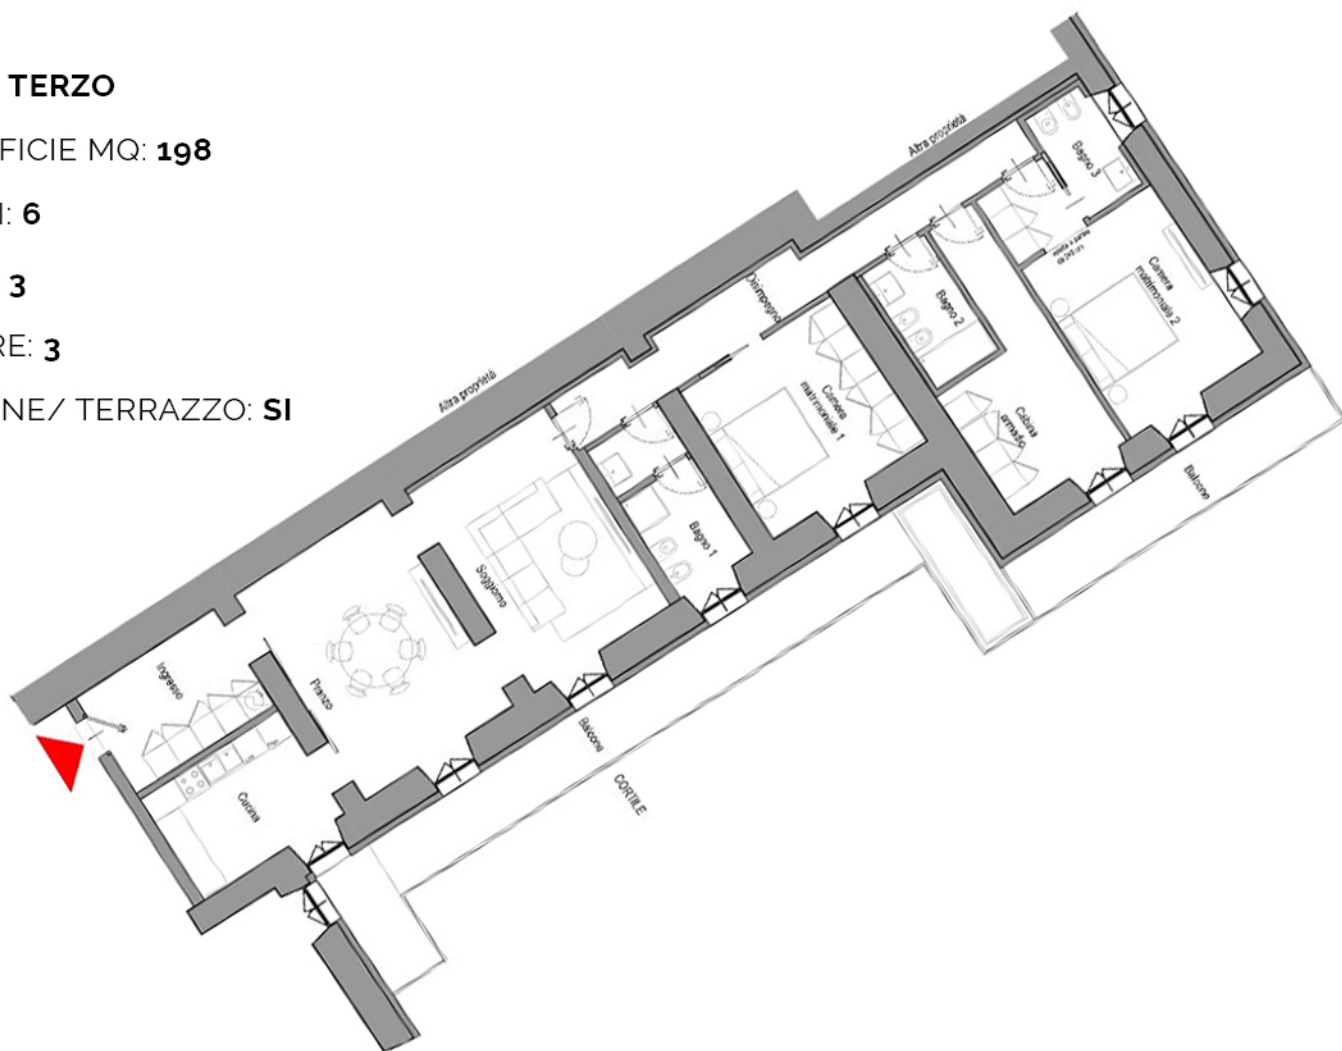 TERZO
FICIE MQ: 198
I: 6
3
RE: 3
NE/ TERRAZZO: SI
Altra proprietà
Altra proprietà
Bagno 3
Camera
matrimoniale 2
Bagno 2
Disimpegno
Camera
matrimoniale 1
Cabina
armadio
Balcone
Bagno 1
Soggiorno
Ingresso
Pranzo
Cucina
Balcone
CORTILE